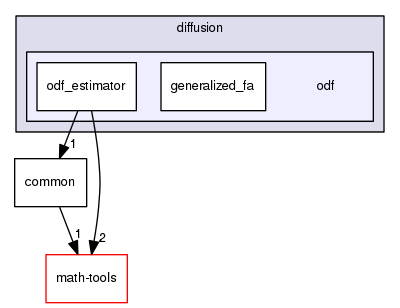 diffusion
odf_estimator
generalized_fa
odf
1
common
1
2
math-tools